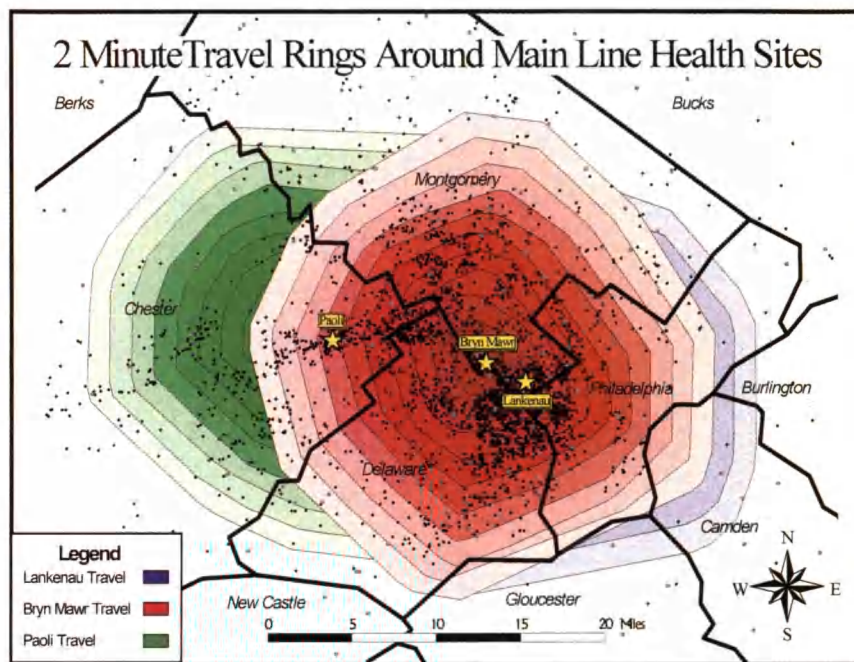 2 MinuteTravel Rings Around Main Line Health Sites
Berks
Bucks
Montgomery
Chester
Paoli
Bryn Mawr
Lankenau
Philadelphia
Burlington
Delaware
Camden
Legend
Lankenau Travel
Bryn Mawr Travel
Paoli Travel
New Castle
Gloucester
0 5 10 15 20 Miles
N
W E
S